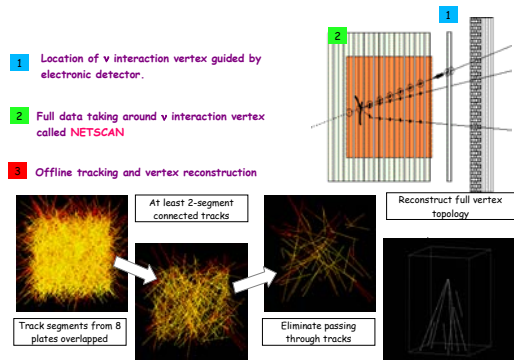 1 Location of ν interaction vertex guided by
electronic detector.
2 Full data taking around ν interaction vertex
called NETSCAN
3 Offline tracking and vertex reconstruction
1
2
At least 2-segment
connected tracks
Reconstruct full vertex
topology
Track segments from 8
plates overlapped
Eliminate passing
through tracks